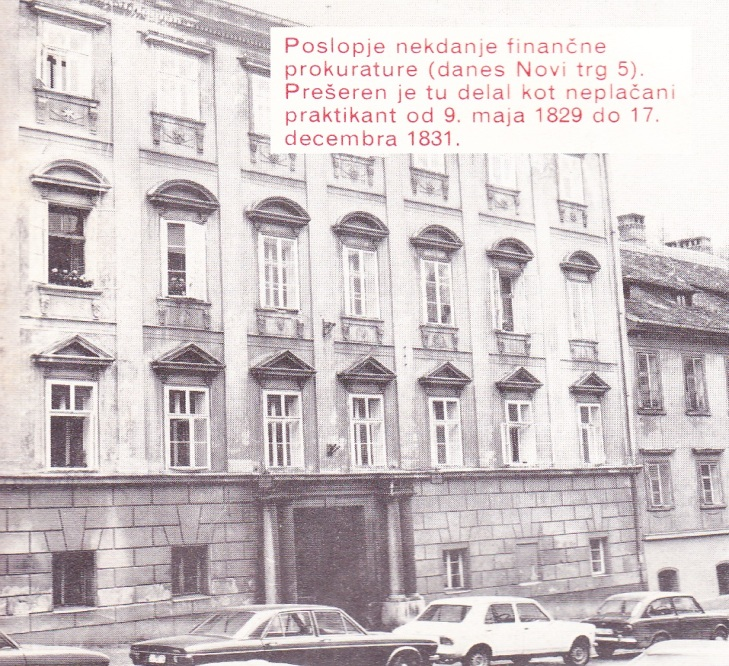 Poslopje nekdanje finančne
prokurature (danes Novi trg 5).
Prešeren je tu delal kot neplačani
praktikant od 9. maja 1829 do 17.
decembra 1831.